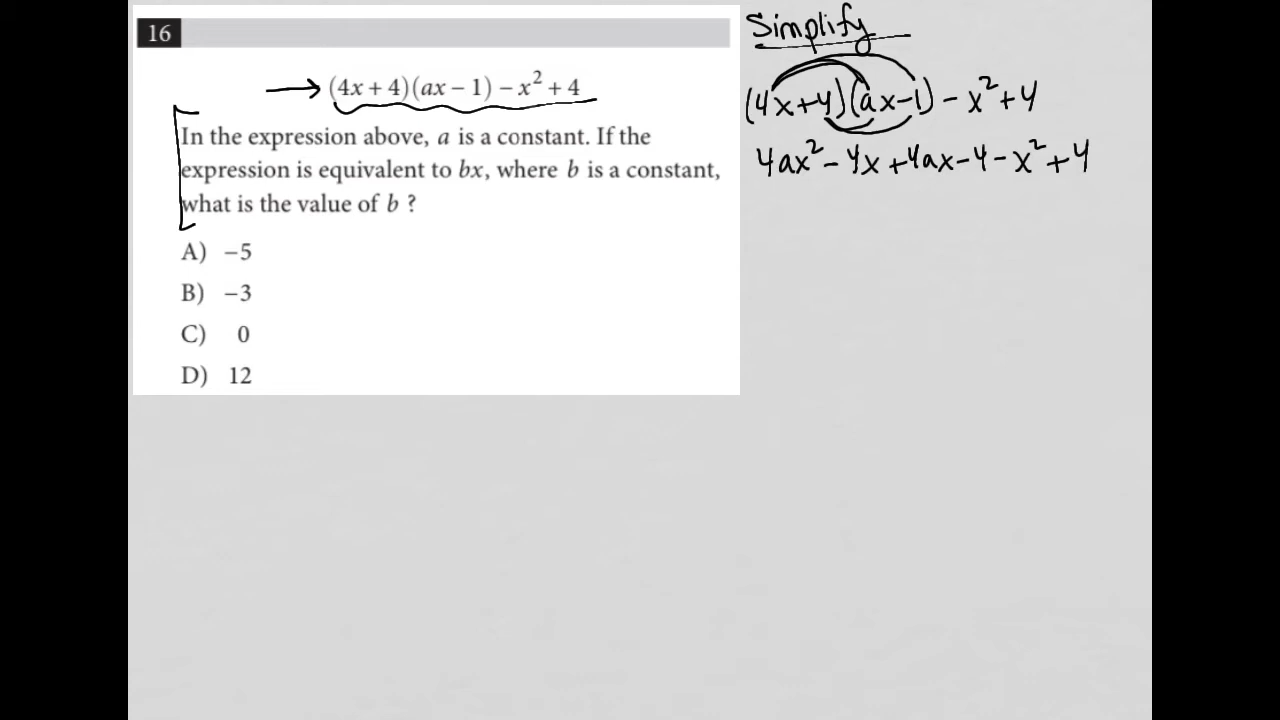 16
(4x + 4)(ax − 1) − x² + 4
In the expression above, a is a constant. If the
expression is equivalent to bx, where b is a constant,
what is the value of b ?
A) −5
B) −3
C) 0
D) 12
Simplify
(4x+4)(ax-1) - x² + 4
4ax² - 4x + 4ax - 4 - x² + 4